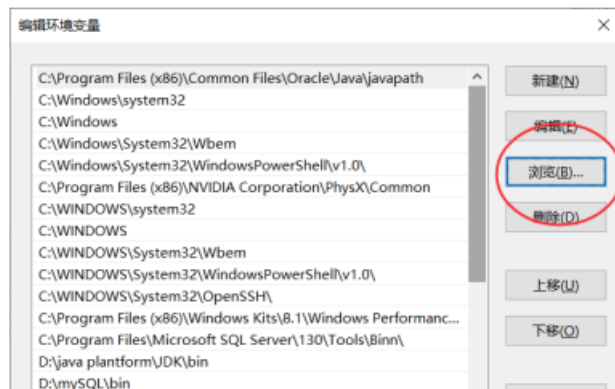 编辑环境变量
C:\Program Files (x86)\Common Files\Oracle\Java\javapath
C:\Windows\system32
C:\Windows
C:\Windows\System32\Wbem
C:\Windows\System32\WindowsPowerShell\v1.0\
C:\Program Files (x86)\NVIDIA Corporation\PhysX\Common
C:\WINDOWS\system32
C:\WINDOWS
C:\WINDOWS\System32\Wbem
C:\WINDOWS\System32\WindowsPowerShell\v1.0\
C:\WINDOWS\System32\OpenSSH\
C:\Program Files (x86)\Windows Kits\8.1\Windows Performanc...
C:\Program Files\Microsoft SQL Server\130\Tools\Binn\
D:\java plantform\JDK\bin
D:\mySQL\bin
新建(N)
编辑(E)
浏览(B)...
删除(D)
上移(U)
下移(O)